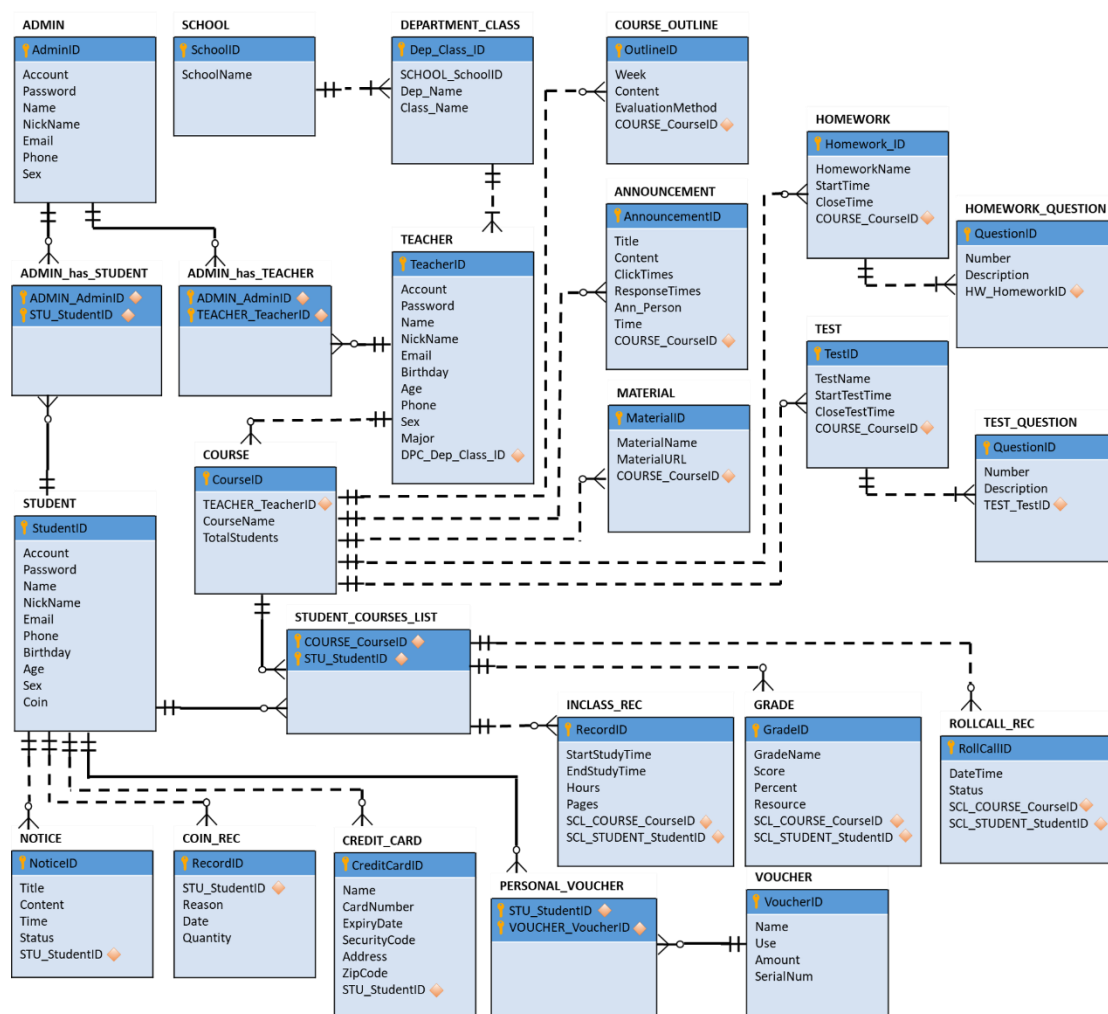 ADMIN
AdminID
Account
Password
Name
NickName
Email
Phone
Sex
SCHOOL
SchoolID
SchoolName
DEPARTMENT_CLASS
Dep_Class_ID
SCHOOL_SchoolID
Dep_Name
Class_Name
COURSE_OUTLINE
OutlineID
Week
Content
EvaluationMethod
COURSE_CourseID
HOMEWORK
Homework_ID
HomeworkName
StartTime
CloseTime
COURSE_CourseID
HOMEWORK_QUESTION
QuestionID
Number
Description
HW_HomeworkID
ANNOUNCEMENT
AnnouncementID
Title
Content
ClickTimes
ResponseTimes
Ann_Person
Time
COURSE_CourseID
TEACHER
TeacherID
Account
Password
Name
NickName
Email
Birthday
Age
Phone
Sex
Major
DPC_Dep_Class_ID
ADMIN_has_STUDENT
ADMIN_AdminID
STU_StudentID
ADMIN_has_TEACHER
ADMIN_AdminID
TEACHER_TeacherID
TEST
TestID
TestName
StartTestTime
CloseTestTime
COURSE_CourseID
MATERIAL
MaterialID
MaterialName
MaterialURL
COURSE_CourseID
TEST_QUESTION
QuestionID
Number
Description
TEST_TestID
COURSE
CourseID
TEACHER_TeacherID
CourseName
TotalStudents
STUDENT
StudentID
Account
Password
Name
NickName
Email
Phone
Birthday
Age
Sex
Coin
STUDENT_COURSES_LIST
COURSE_CourseID
STU_StudentID
INCLASS_REC
RecordID
StartStudyTime
EndStudyTime
Hours
Pages
SCL_COURSE_CourseID
SCL_STUDENT_StudentID
GRADE
GradeID
GradeName
Score
Percent
Resource
SCL_COURSE_CourseID
SCL_STUDENT_StudentID
ROLLCALL_REC
RollCallID
DateTime
Status
SCL_COURSE_CourseID
SCL_STUDENT_StudentID
NOTICE
NoticeID
Title
Content
Time
Status
STU_StudentID
COIN_REC
RecordID
STU_StudentID
Reason
Date
Quantity
CREDIT_CARD
CreditCardID
Name
CardNumber
ExpiryDate
SecurityCode
Address
ZipCode
STU_StudentID
PERSONAL_VOUCHER
STU_StudentID
VOUCHER_VoucherID
VOUCHER
VoucherID
Name
Use
Amount
SerialNum